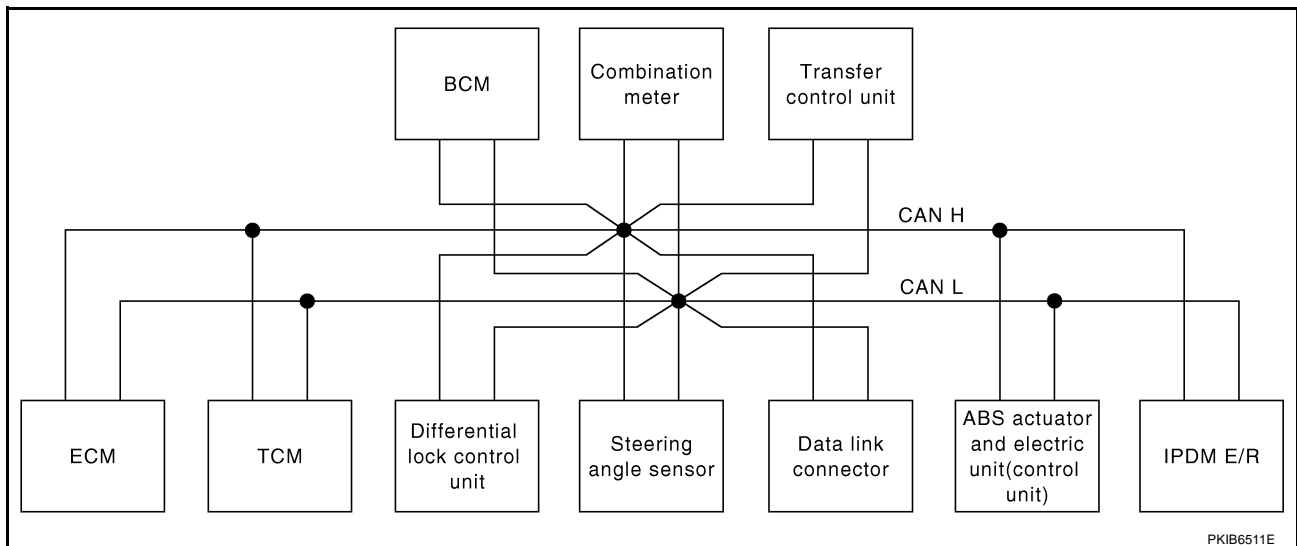 BCM
Combination
meter
Transfer
control unit
CAN H
CAN L
ECM
TCM
Differential
lock control
unit
Steering
angle sensor
Data link
connector
ABS actuator
and electric
unit(control
unit)
IPDM E/R
PKIB6511E